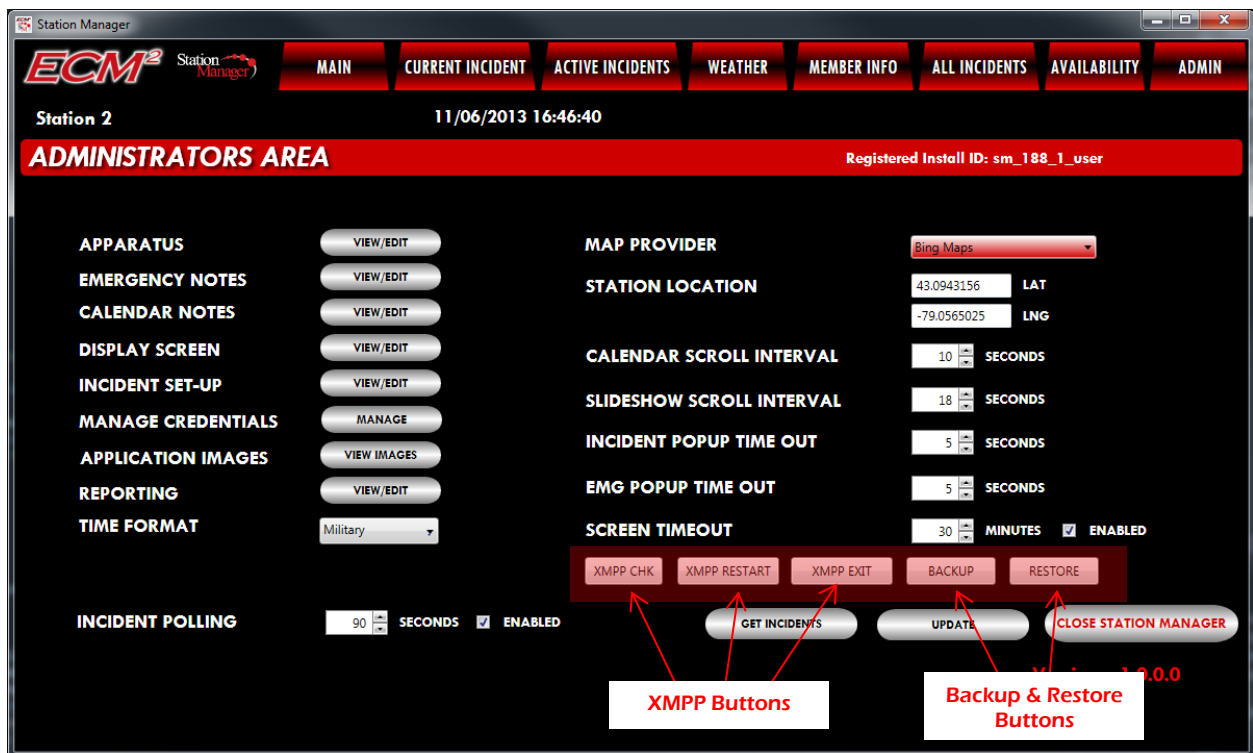 Station Manager
ECM2 Station Manager MAIN CURRENT INCIDENT ACTIVE INCIDENTS WEATHER MEMBER INFO ALL INCIDENTS AVAILABILITY ADMIN
Station 2 11/06/2013 16:46:40
ADMINISTRATORS AREA Registered Install ID: sm_188_1_user
APPARATUS VIEW/EDIT
EMERGENCY NOTES VIEW/EDIT
CALENDAR NOTES VIEW/EDIT
DISPLAY SCREEN VIEW/EDIT
INCIDENT SET-UP VIEW/EDIT
MANAGE CREDENTIALS MANAGE
APPLICATION IMAGES VIEW IMAGES
REPORTING VIEW/EDIT
TIME FORMAT Military
MAP PROVIDER Bing Maps
STATION LOCATION 43.0943156 LAT
-79.0565025 LNG
CALENDAR SCROLL INTERVAL 10 SECONDS
SLIDESHOW SCROLL INTERVAL 18 SECONDS
INCIDENT POPUP TIME OUT 5 SECONDS
EMG POPUP TIME OUT 5 SECONDS
SCREEN TIMEOUT 30 MINUTES ENABLED
XMPP CHK XMPP RESTART XMPP EXIT BACKUP RESTORE
INCIDENT POLLING 90 SECONDS ENABLED GET INCIDENTS UPDATE CLOSE STATION MANAGER
.0.0
XMPP Buttons
Backup & Restore
Buttons